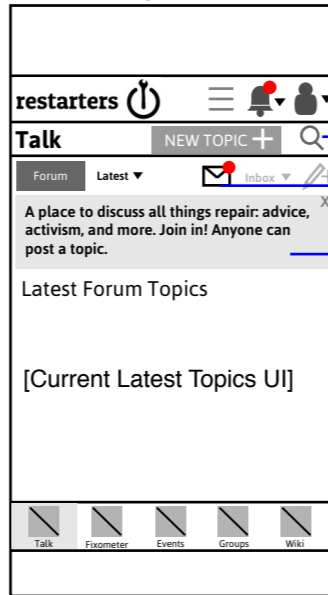 restarters
Talk NEW TOPIC
Forum Latest Inbox
X
A place to discuss all things repair: advice,
activism, and more. Join in! Anyone can
post a topic.
Latest Forum Topics
[Current Latest Topics UI]
Talk Fixometer Events Groups Wiki